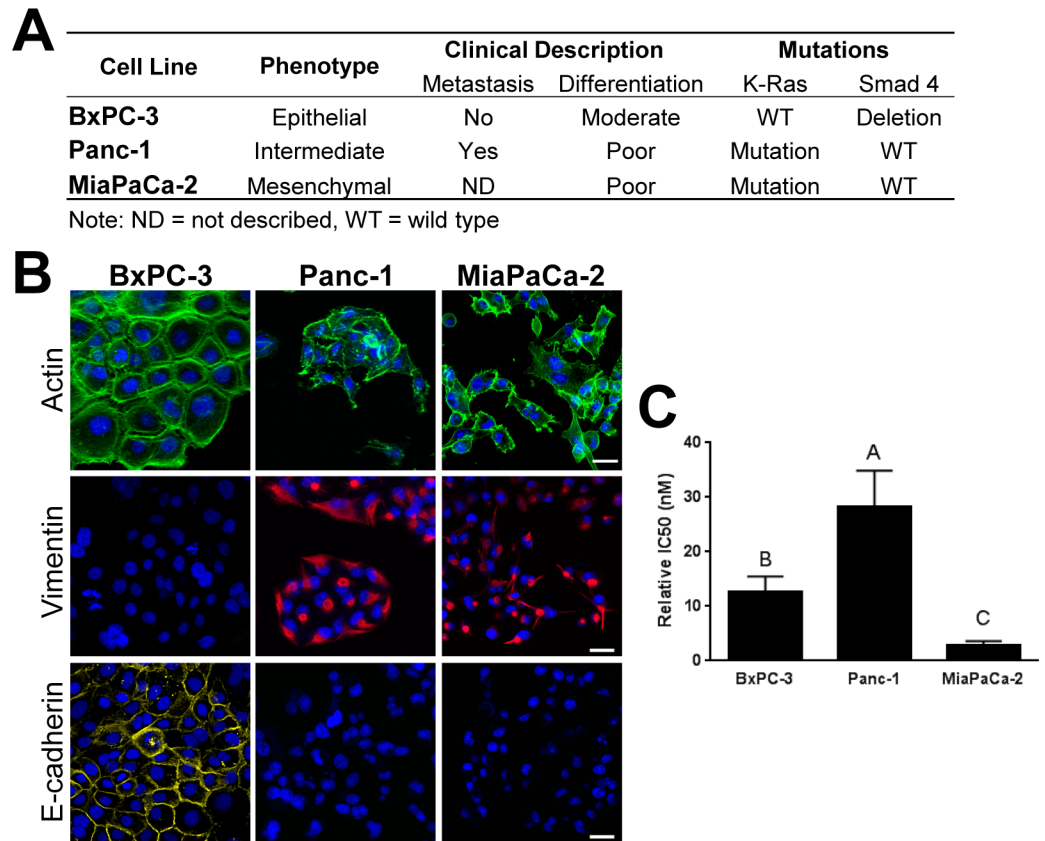 A
Clinical Description Mutations
Cell Line Phenotype
Metastasis Differentiation K-Ras Smad 4
BxPC-3 Epithelial No Moderate WT Deletion
Panc-1 Intermediate Yes Poor Mutation WT
MiaPaCa-2 Mesenchymal ND Poor Mutation WT
Note: ND = not described, WT = wild type
B
BxPC-3 Panc-1 MiaPaCa-2
Actin
Vimentin
E-cadherin
C
Relative IC50 (nM)
40
30
20
10
0
B
A
C
BxPC-3 Panc-1 MiaPaCa-2